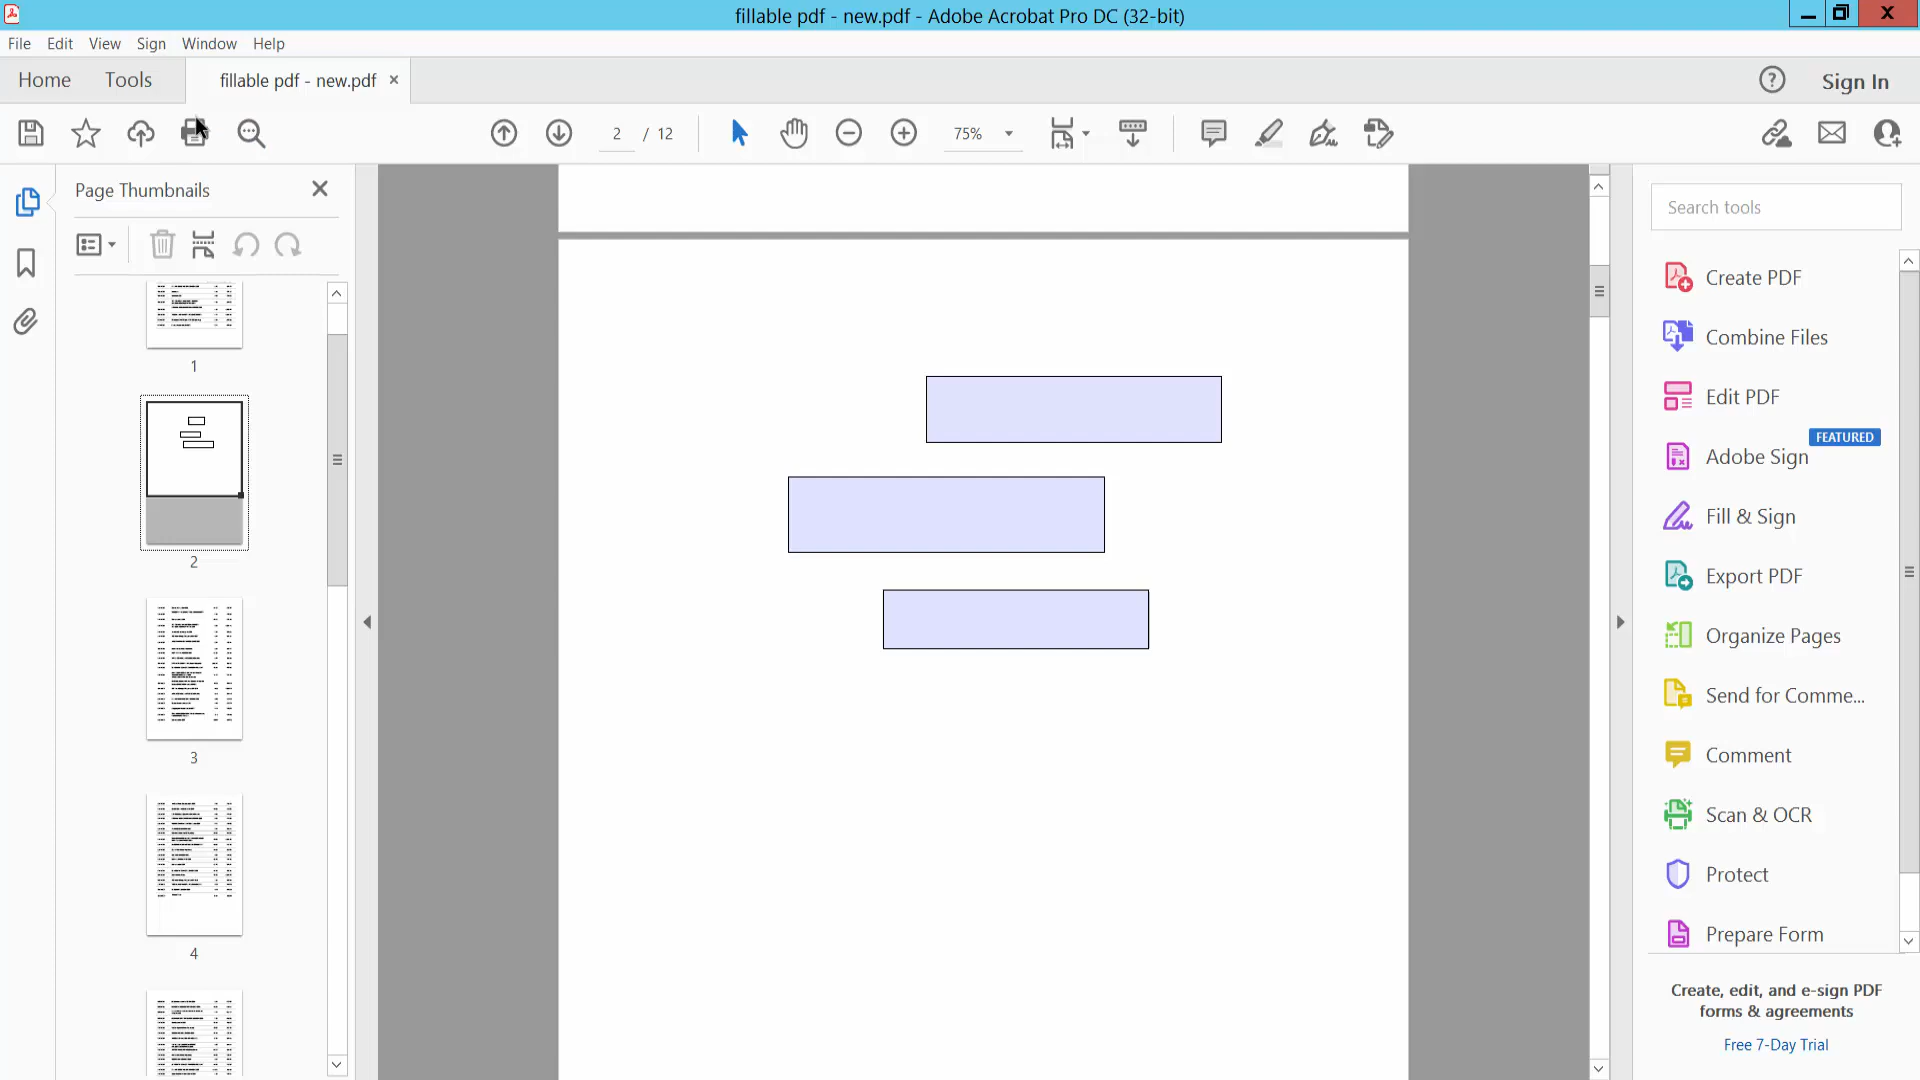 fillable pdf - new.pdf - Adobe Acrobat Pro DC (32-bit)
File Edit View Sign Window Help
Home Tools fillable pdf - new.pdf × Sign In
2 / 12 75%
Page Thumbnails
Search tools
1
2
3
4
Create PDF
Combine Files
Edit PDF
FEATURED
Adobe Sign
Fill & Sign
Export PDF
Organize Pages
Send for Comme...
Comment
Scan & OCR
Protect
Prepare Form
Create, edit, and e-sign PDF
forms & agreements
Free 7-Day Trial